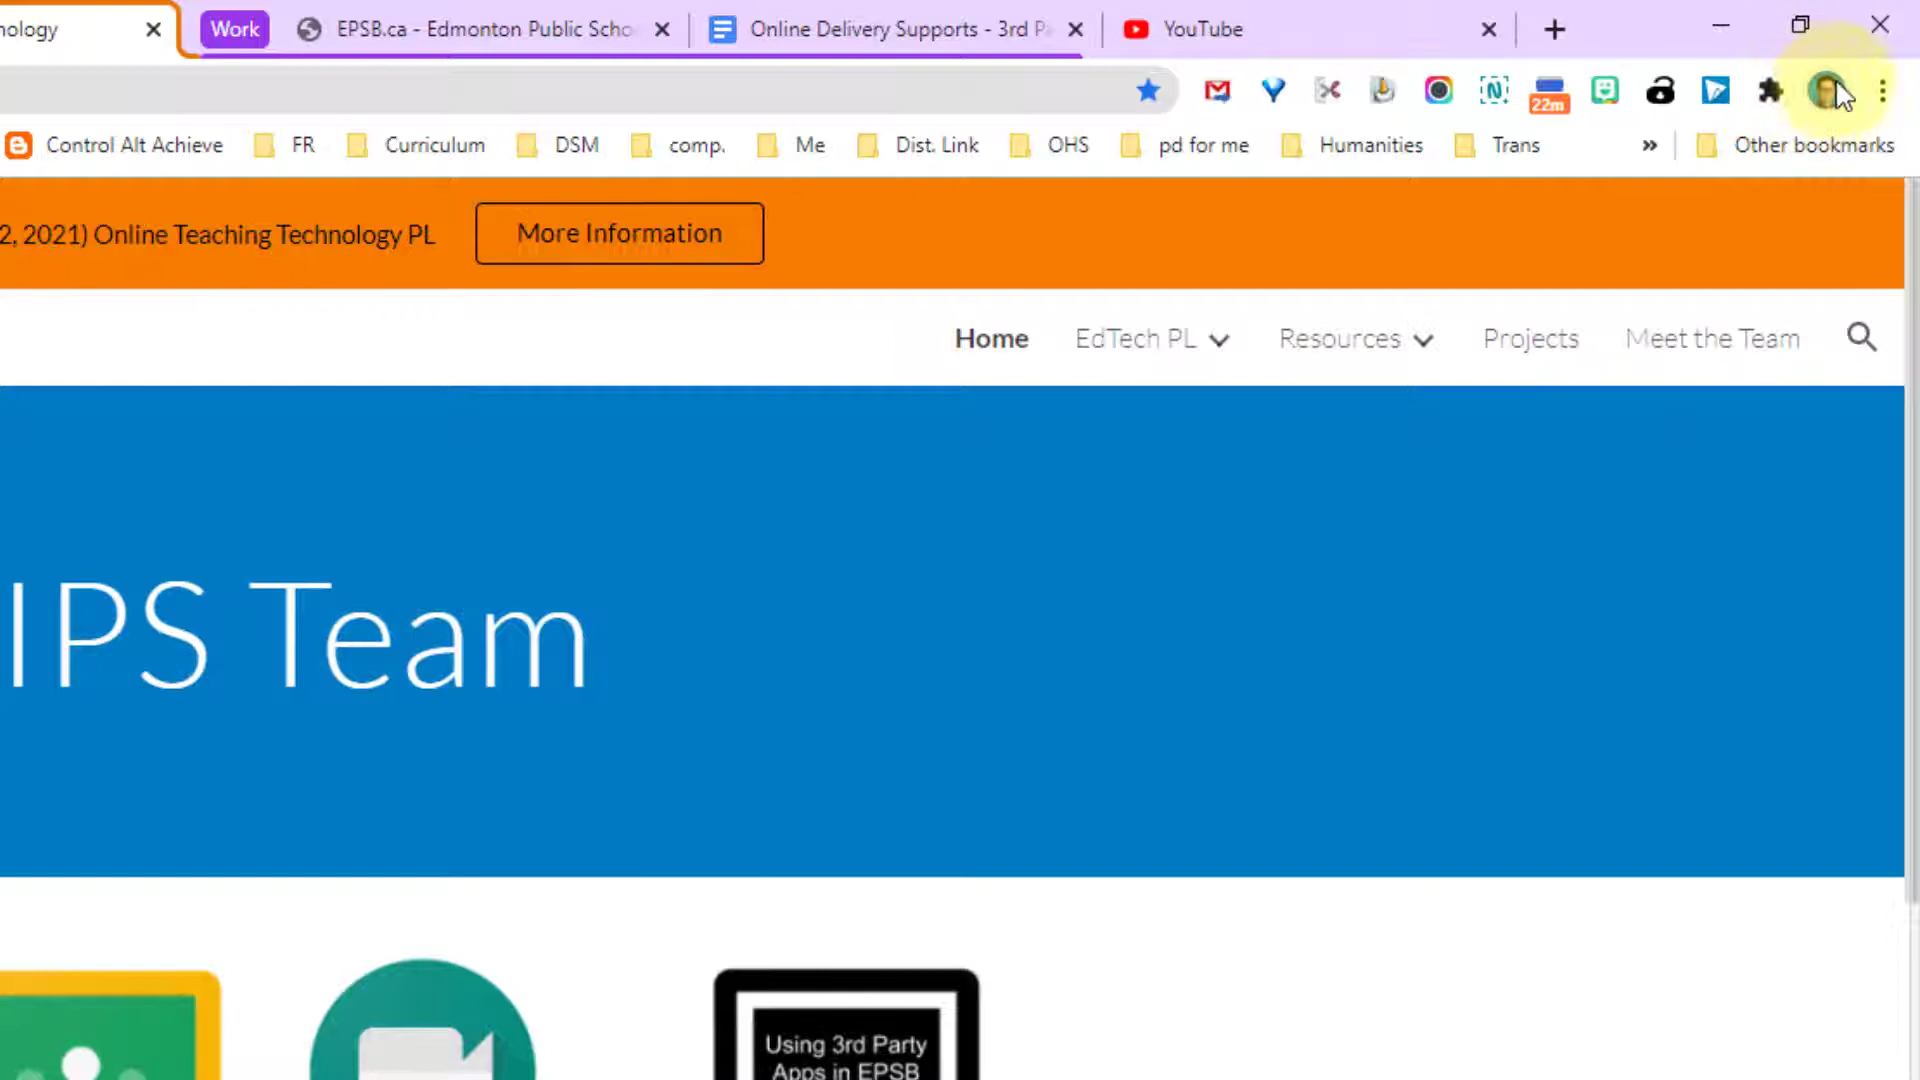 nology
Work
EPSB.ca - Edmonton Public Scho
Online Delivery Supports - 3rd P
YouTube
22m
Control Alt Achieve
FR
Curriculum
DSM
comp.
Me
Dist. Link
OHS
pd for me
Humanities
Trans
»
Other bookmarks
2, 2021) Online Teaching Technology PL
More Information
Home
EdTech PL
Resources
Projects
Meet the Team
IPS Team
Using 3rd Party
Apps in EPSB